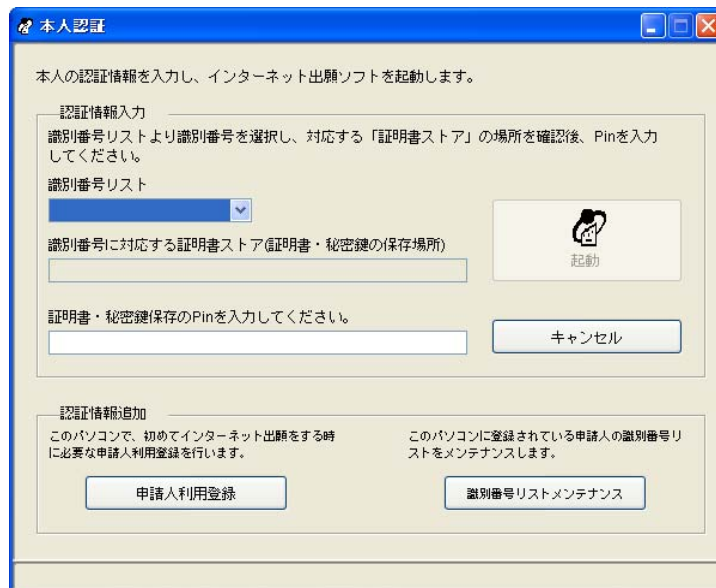 本人認証
本人の認証情報を入力し、インターネット出願ソフトを起動します。
認証情報入力
識別番号リストより識別番号を選択し、対応する「証明書ストア」の場所を確認後、Pinを入力
してください。
識別番号リスト
識別番号に対応する証明書ストア(証明書・秘密鍵の保存場所)
起動
証明書・秘密鍵保存のPinを入力してください。
キャンセル
認証情報追加
このパソコンで、初めてインターネット出願をする時
に必要な申請人利用登録を行います。
申請人利用登録
このパソコンに登録されている申請人の識別番号リ
ストをメンテナンスします。
識別番号リストメンテナンス